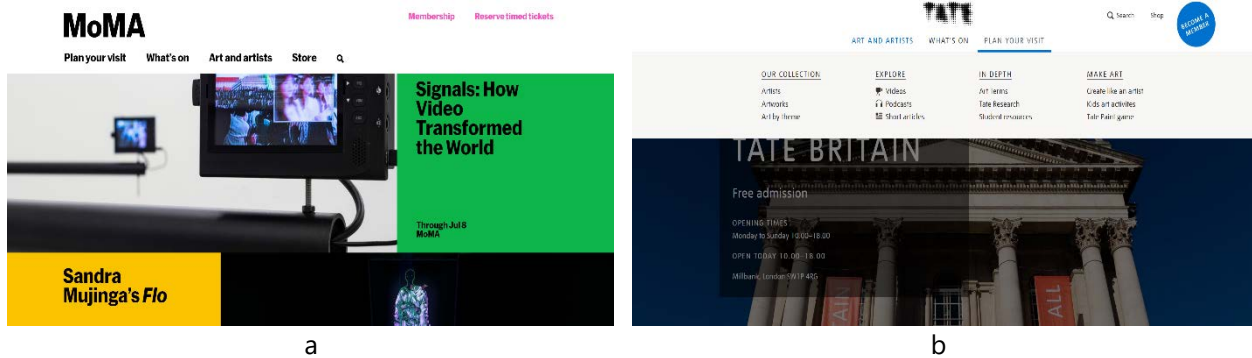 MoMA
Membership Reserve timed tickets
Plan your visit What's on Art and artists Store
Signals: How
Video
Transformed
the World
Through Jul 8
MoMA
Sandra
Mujinga's Flo
a
TATE
Search Shop
BECOME A
MEMBER
ART AND ARTISTS WHAT'S ON PLAN YOUR VISIT
OUR COLLECTION EXPLORE IN DEPTH MAKE ART
Artists Videos Art Terms Create like an artist
Artworks Podcasts Tate Research Kids art activites
Art by theme Short articles Student resources Tate Paint game
TATE BRITAIN
Free admission
OPENING TIMES
Monday to Sunday 10.00–18.00
OPEN TODAY 10.00–18.00
Millbank, London SW1P 4RG
TAIN
ALL
b